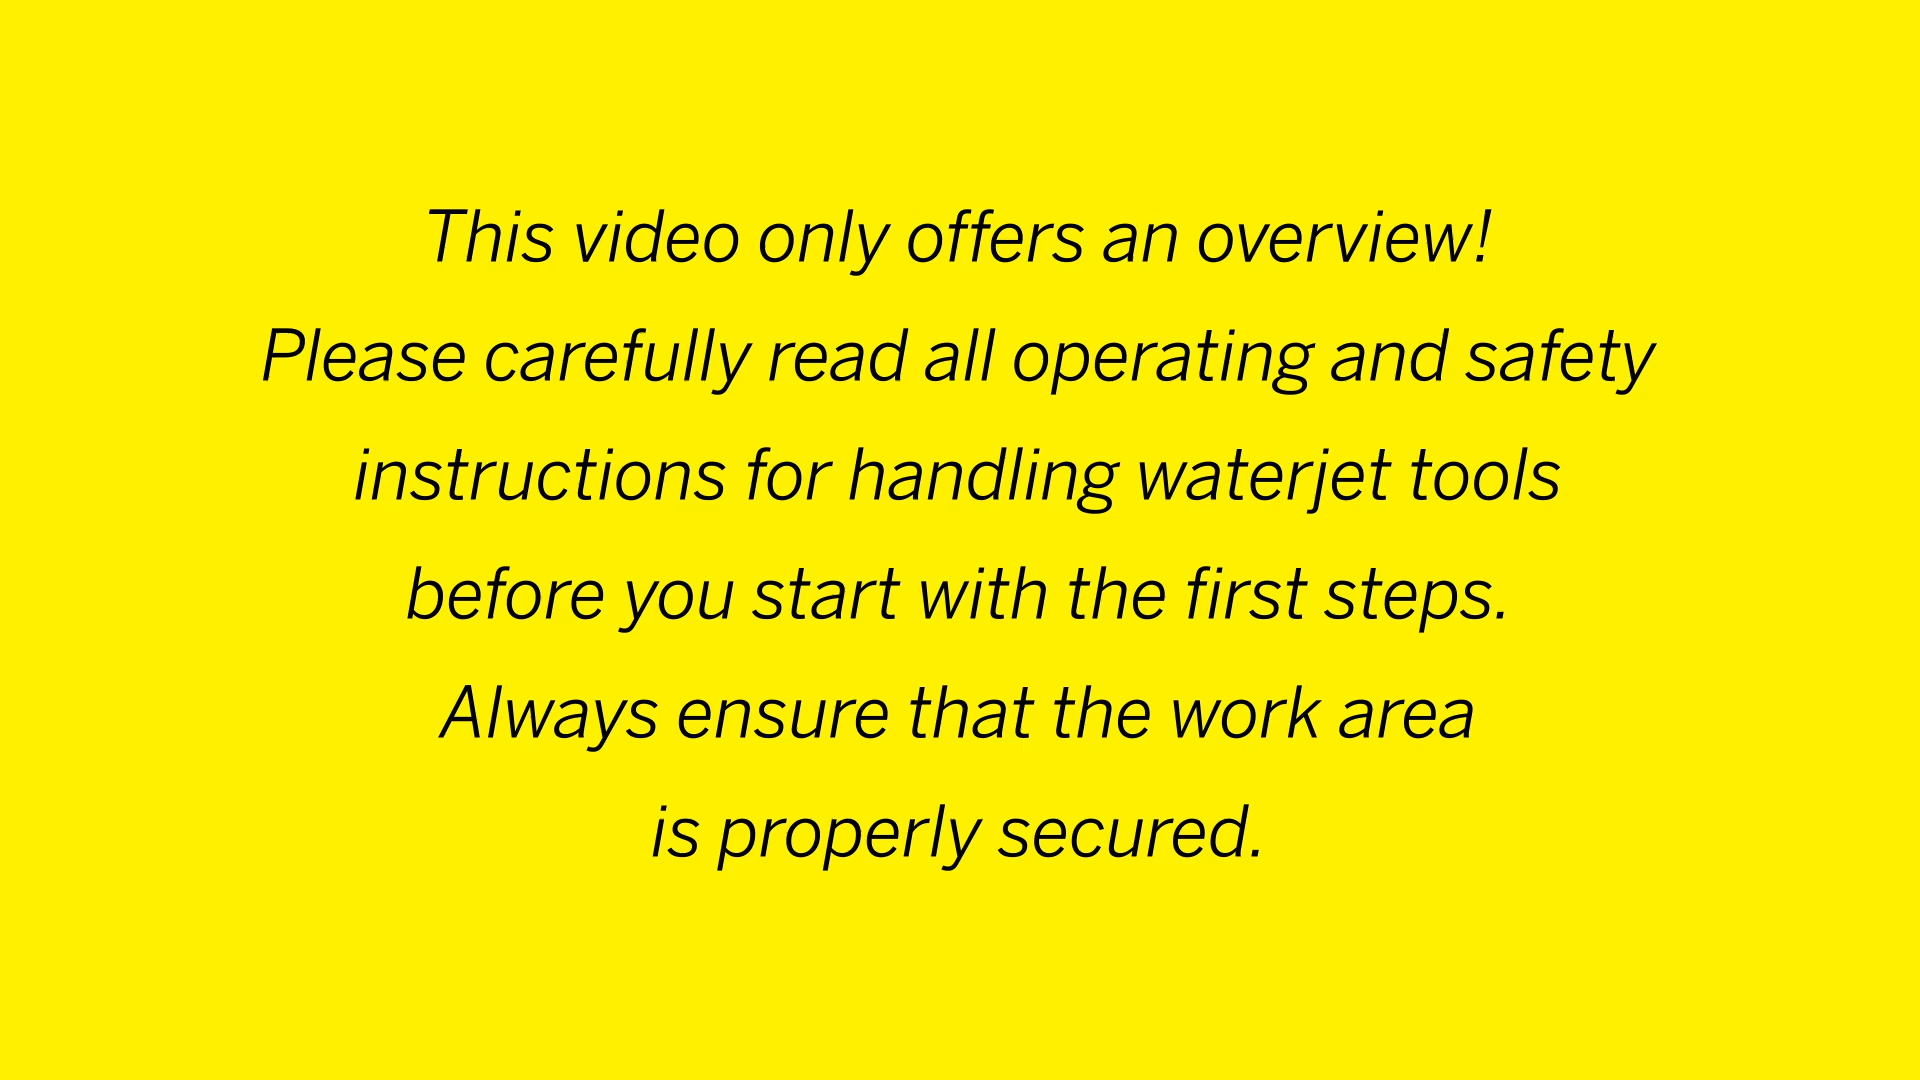 This video only offers an overview!
Please carefully read all operating and safety
instructions for handling waterjet tools
before you start with the first steps.
Always ensure that the work area
is properly secured.